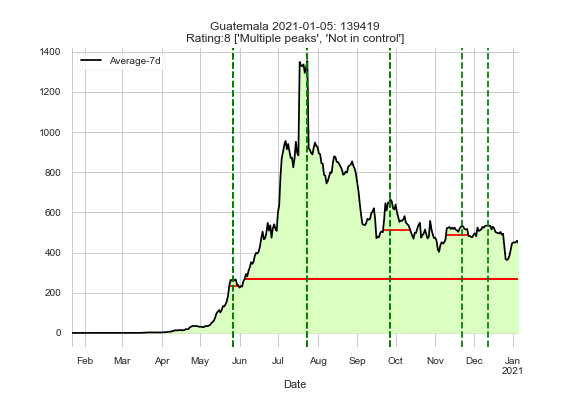 Guatemala 2021-01-05: 139419
Rating:8 ['Multiple peaks', 'Not in control']
Average-7d
1400
1200
1000
800
600
400
200
0
Feb Mar Apr May Jun Jul Aug Sep Oct Nov Dec Jan
2021
Date